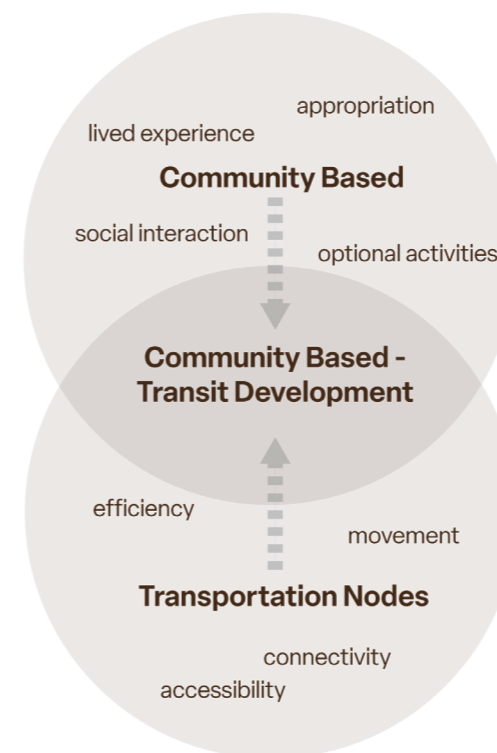 appropriation
lived experience
Community Based
social interaction
optional activities
Community Based -
Transit Development
efficiency
movement
Transportation Nodes
connectivity
accessibility